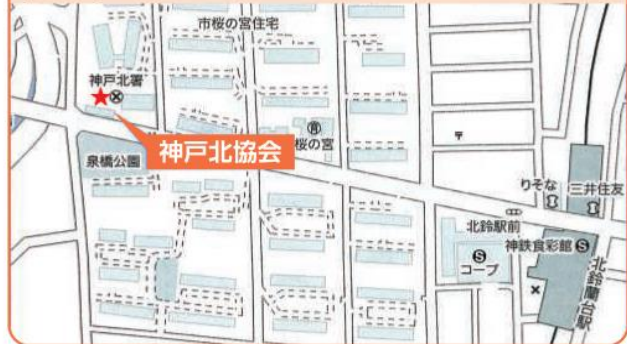 市桜の宮住宅
神戸北署
神戸北協会
桜の宮
泉橋公園
〒
りそな
三井住友
北鈴駅前
神鉄食彩館
コープ
北鈴蘭台駅